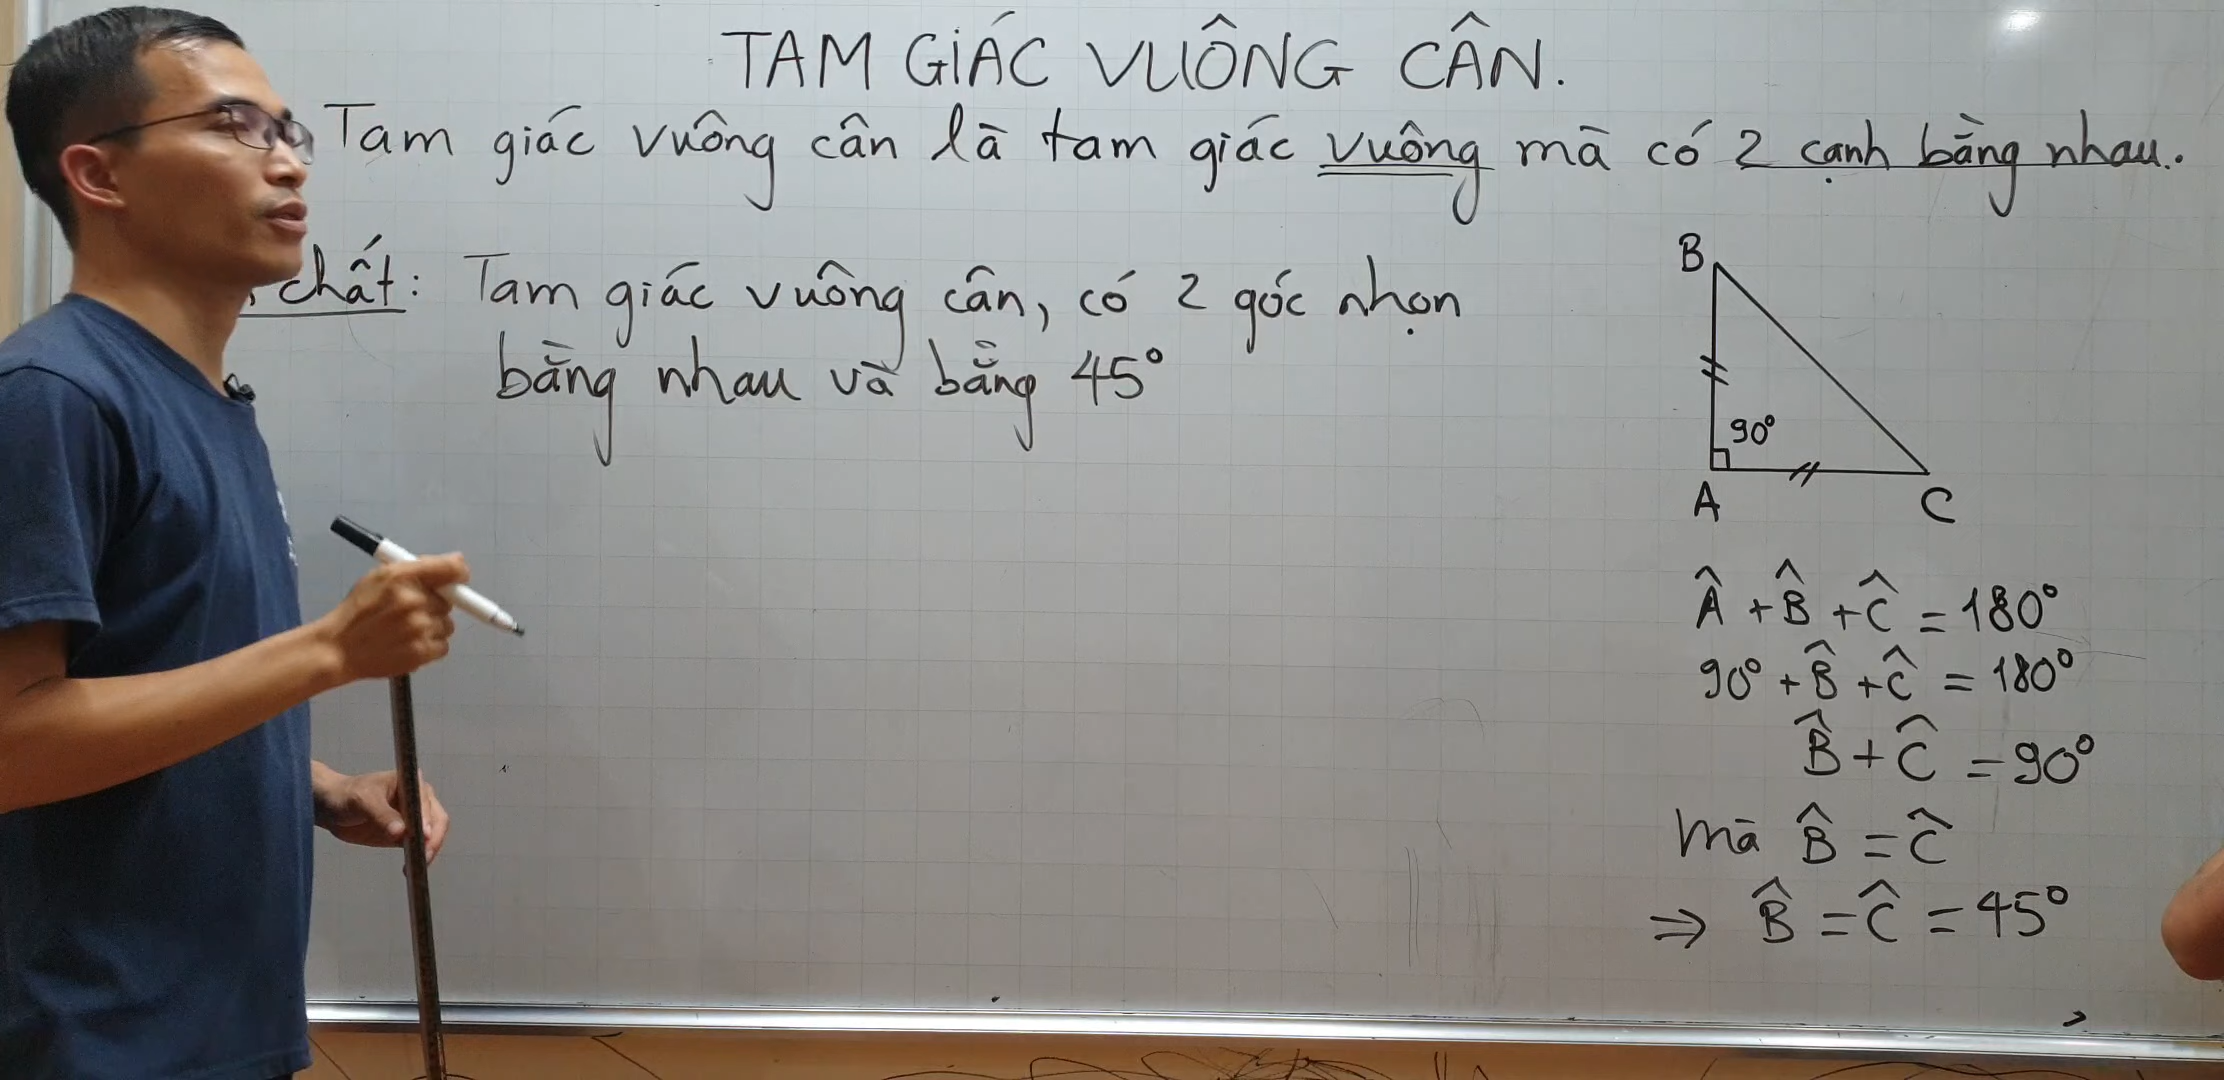 TAM GIÁC VUÔNG CÂN.
Tam giác vuông cân là tam giác vuông mà có 2 cạnh bằng nhau.
chất: Tam giác vuông cân, có 2 góc nhọn
bằng nhau và bằng 45°
B
90°
A C
Â + B̂ + Ĉ = 180°
90° + B̂ + Ĉ = 180°
B̂ + Ĉ = 90°
mà B̂ = Ĉ
⇒ B̂ = Ĉ = 45°